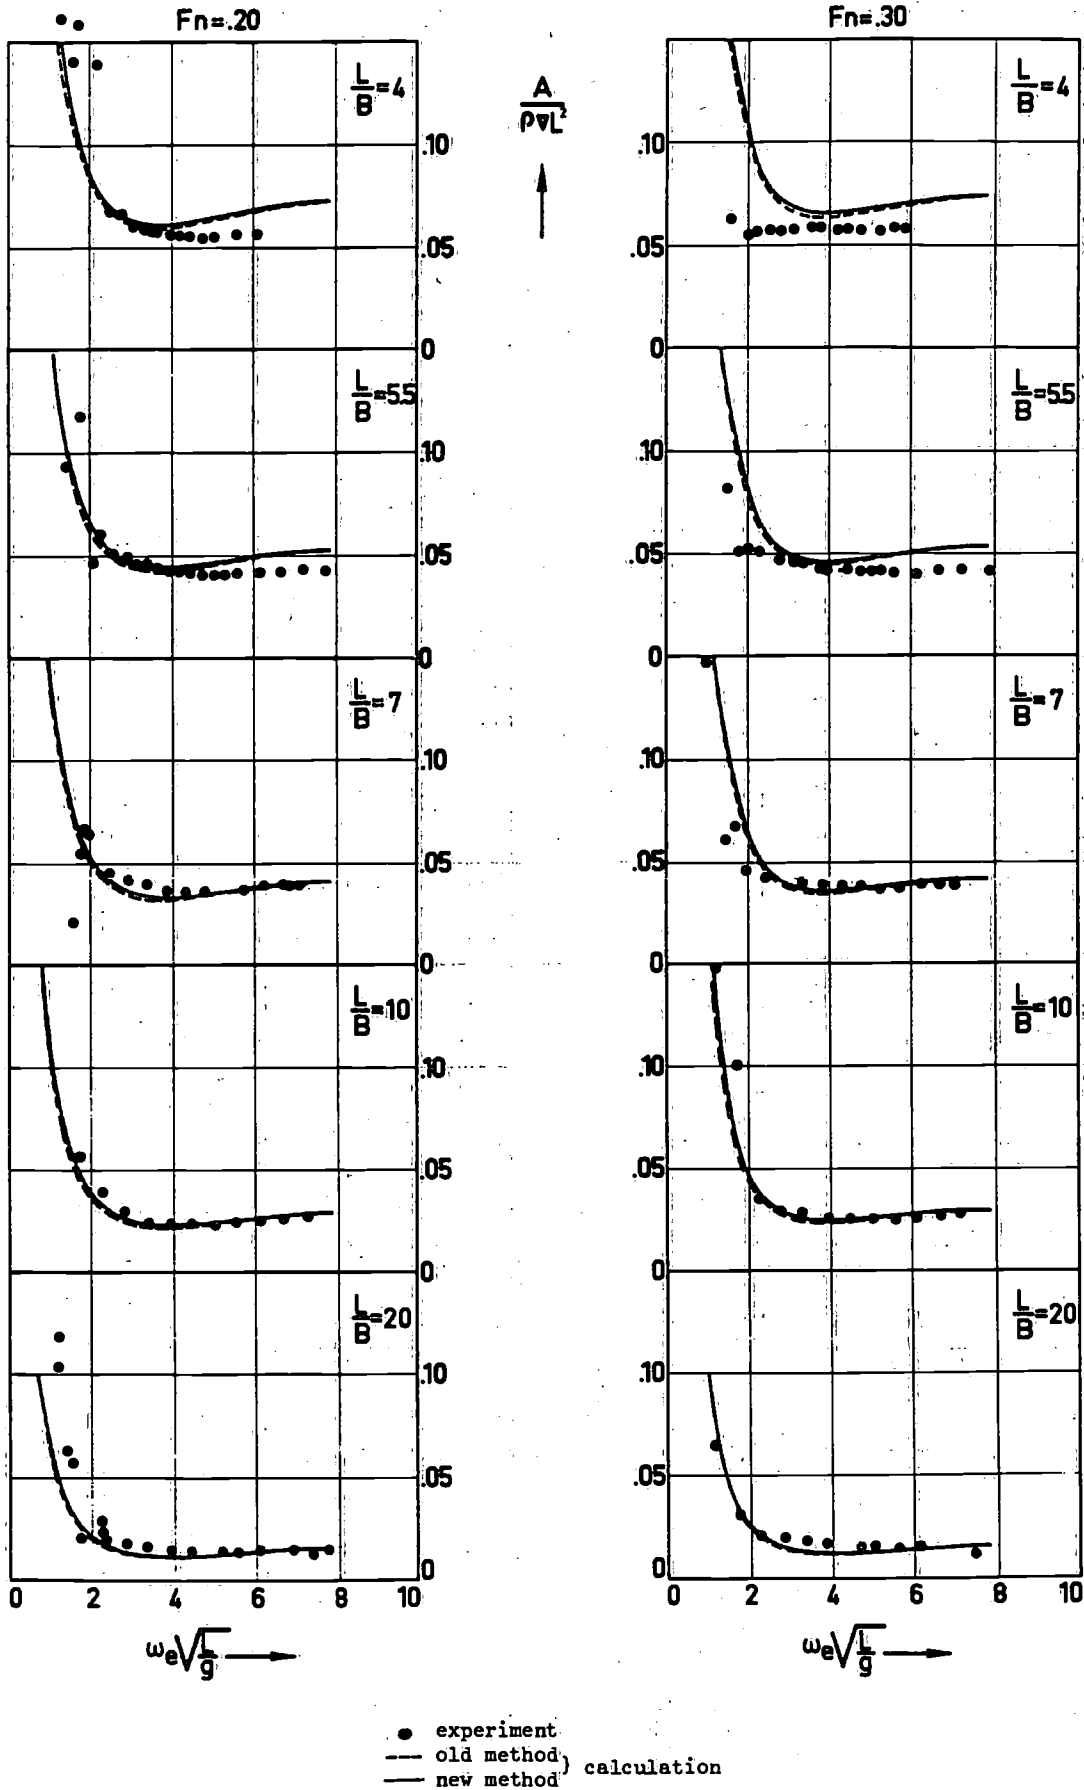 Fn=.20
Fn=.30
L/B=4
A/ρ∇L²
L/B=4
.10
.10
.05
.05
0
0
L/B=5.5
L/B=5.5
.10
.10
.05
.05
0
0
L/B=7
L/B=7
.10
.10
.05
.05
0
0
L/B=10
L/B=10
.10
.10
.05
.05
0
0
L/B=20
L/B=20
.10
.10
.05
.05
0
0
0 2 4 6 8 10
0 2 4 6 8 10
ωe√L/g
ωe√L/g
experiment
old method } calculation
new method